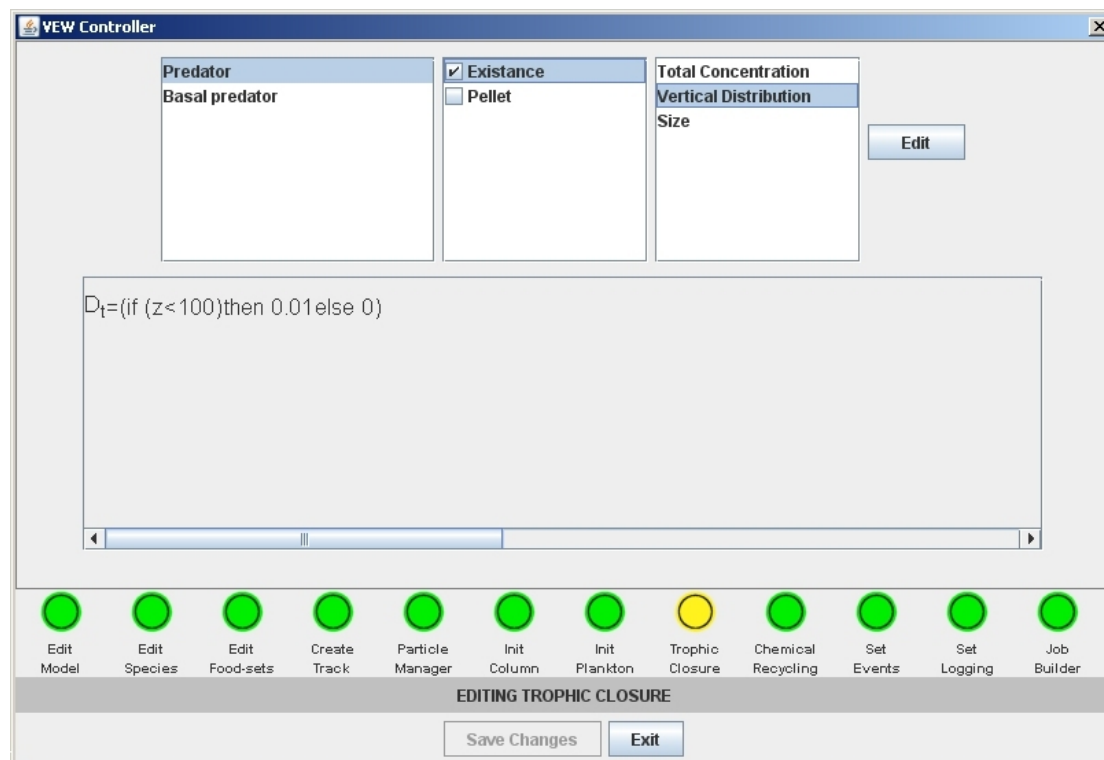 VEW Controller
Predator
Basal predator
Existance
Pellet
Total Concentration
Vertical Distribution
Size
Edit
Dt=(if (z<100)then 0.01else 0)
Edit Model
Edit Species
Edit Food-sets
Create Track
Particle Manager
Init Column
Init Plankton
Trophic Closure
Chemical Recycling
Set Events
Set Logging
Job Builder
EDITING TROPHIC CLOSURE
Save Changes
Exit